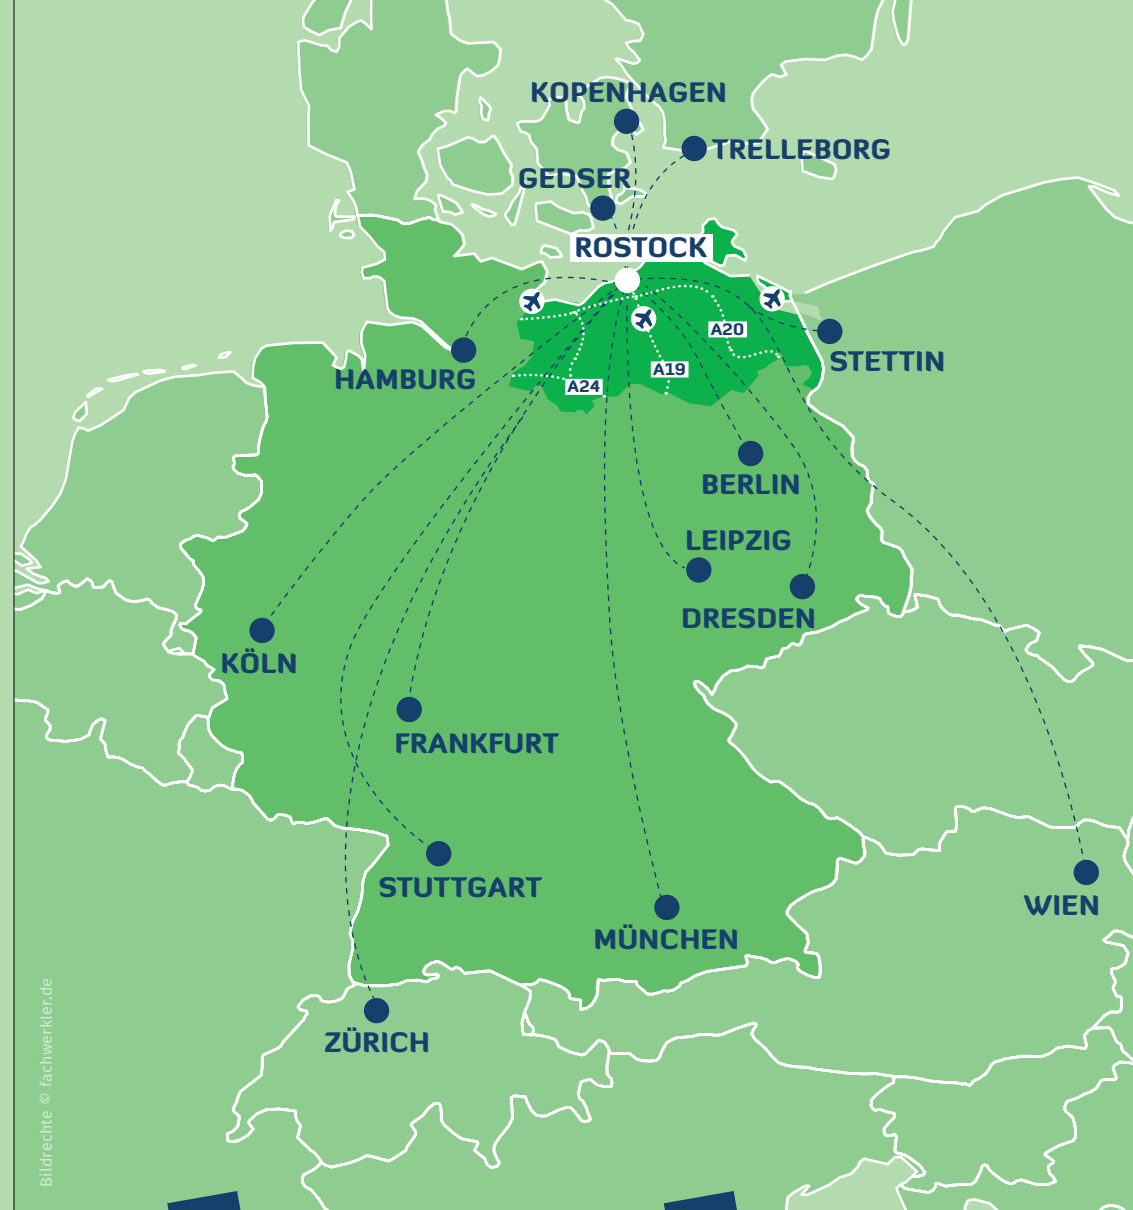 KOPENHAGEN
TRELLEBORG
GEDSER
ROSTOCK
A20
STETTIN
A19
HAMBURG
A24
BERLIN
LEIPZIG
DRESDEN
KÖLN
FRANKFURT
STUTTGART
WIEN
MÜNCHEN
ZÜRICH
Bildrechte © fachwerkler.de